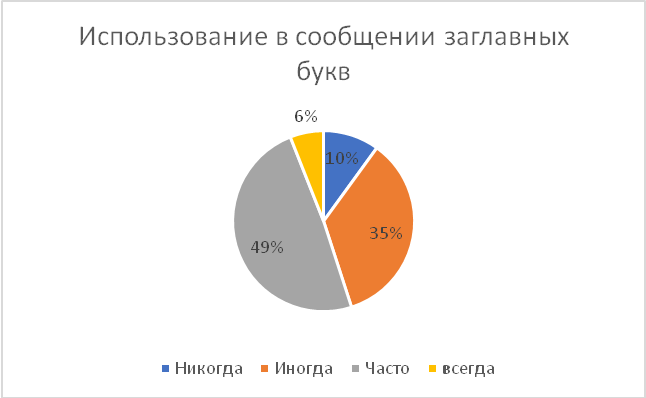 Использование в сообщении заглавных
букв
6%
10%
35%
49%
Никогда Иногда Часто всегда